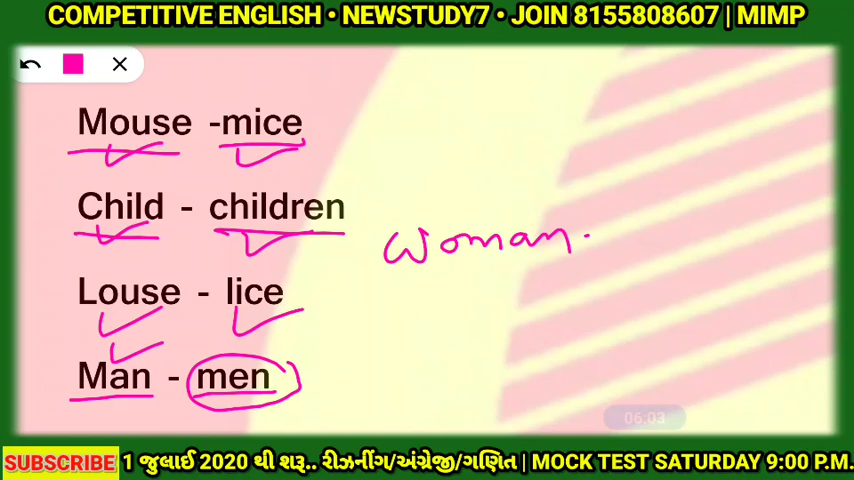 COMPETITIVE ENGLISH • NEWSTUDY7 • JOIN 8155808607 | MIMP
Mouse -mice
Child - children
woman.
Louse - lice
Man - men
06.03
SUBSCRIBE 1 જુલાઈ 2020 થી શરૂ.. રીઝનીંગ/અંગ્રેજી/ગણિત | MOCK TEST SATURDAY 9:00 P.M.